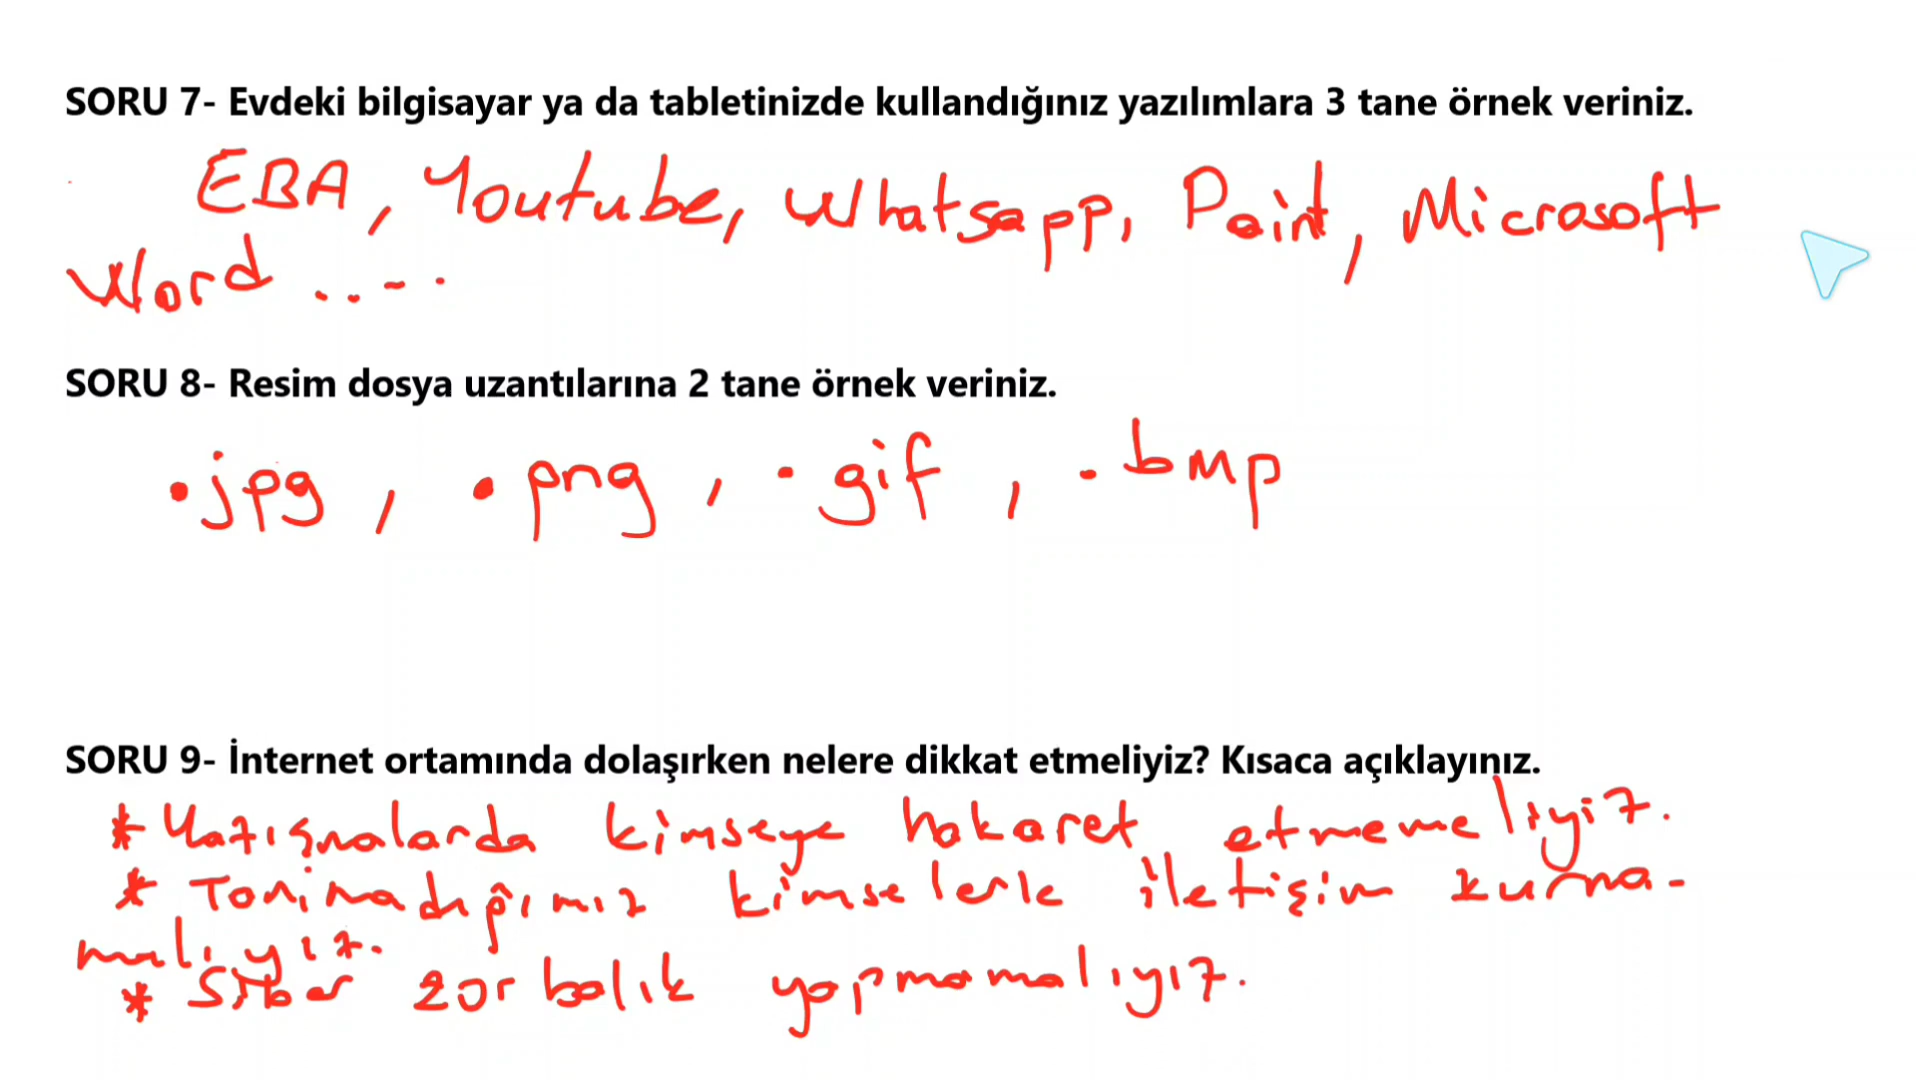 SORU 7- Evdeki bilgisayar ya da tabletinizde kullandığınız yazılımlara 3 tane örnek veriniz.
EBA, Youtube, Whatsapp, Paint, Microsoft
Word ....
SORU 8- Resim dosya uzantılarına 2 tane örnek veriniz.
.jpg, .png, .gif, .bmp
SORU 9- İnternet ortamında dolaşırken nelere dikkat etmeliyiz? Kısaca açıklayınız.
* Yazışmalarda kimseye hakaret etmemeliyiz.
* Tanımadığımız kimselerle iletişim kurma-
malıyız.
* Siber zorbalık yapmamalıyız.